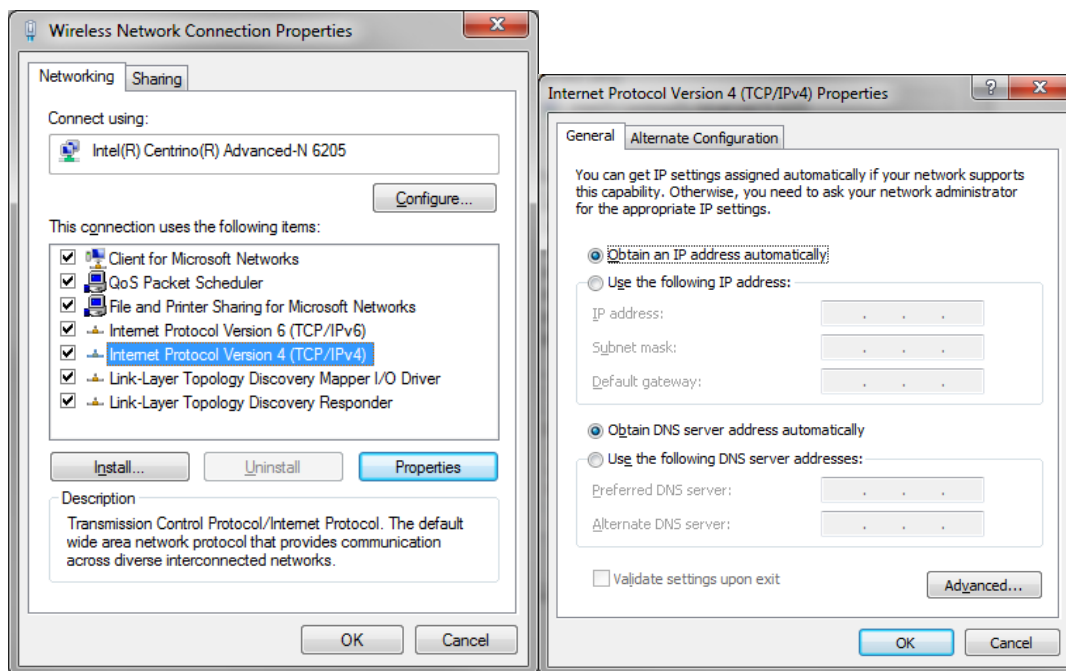 Wireless Network Connection Properties
Networking
Sharing
Connect using:
Intel(R) Centrino(R) Advanced-N 6205
Configure...
This connection uses the following items:
Client for Microsoft Networks
QoS Packet Scheduler
File and Printer Sharing for Microsoft Networks
Internet Protocol Version 6 (TCP/IPv6)
Internet Protocol Version 4 (TCP/IPv4)
Link-Layer Topology Discovery Mapper I/O Driver
Link-Layer Topology Discovery Responder
Install...
Uninstall
Properties
Description
Transmission Control Protocol/Internet Protocol. The default
wide area network protocol that provides communication
across diverse interconnected networks.
OK
Cancel
Internet Protocol Version 4 (TCP/IPv4) Properties
?
General
Alternate Configuration
You can get IP settings assigned automatically if your network supports
this capability. Otherwise, you need to ask your network administrator
for the appropriate IP settings.
Obtain an IP address automatically
Use the following IP address:
IP address: . . .
Subnet mask: . . .
Default gateway: . . .
Obtain DNS server address automatically
Use the following DNS server addresses:
Preferred DNS server: . . .
Alternate DNS server: . . .
Validate settings upon exit
Advanced...
OK
Cancel